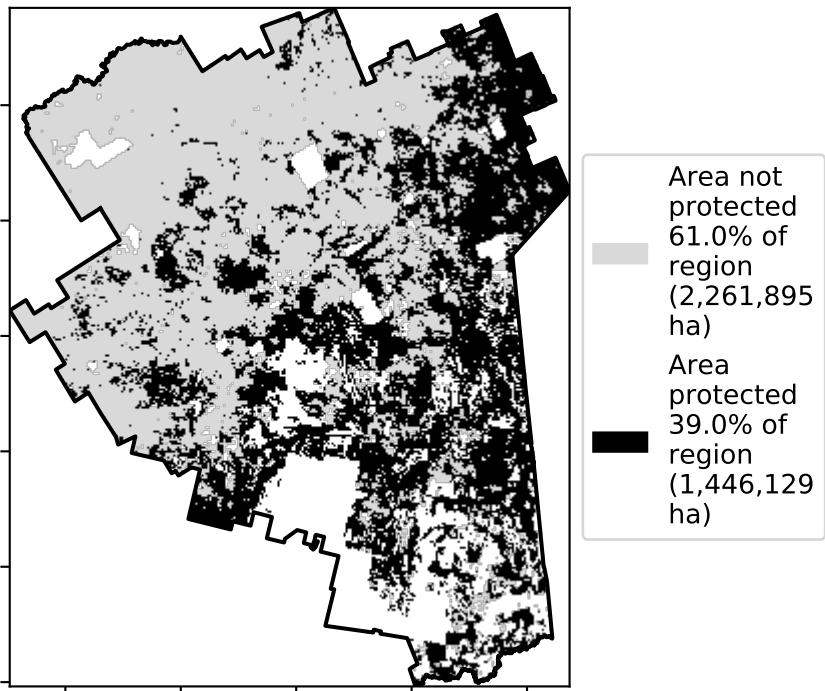 Area not
protected
61.0% of
region
(2,261,895
ha)
Area
protected
39.0% of
region
(1,446,129
ha)